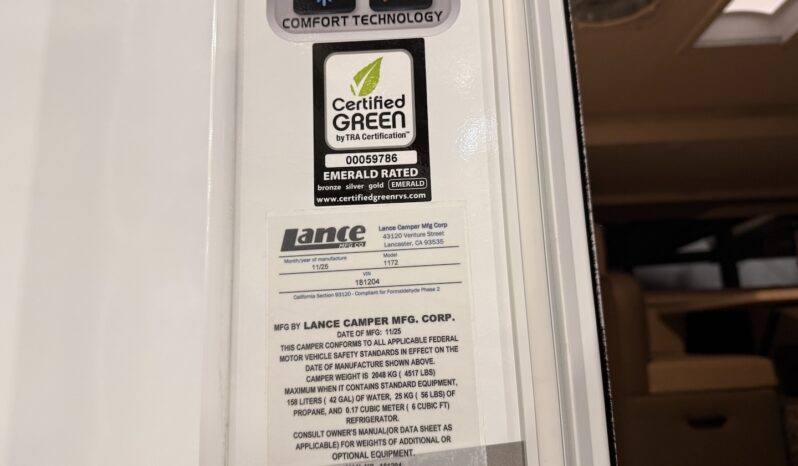 COMFORT TECHNOLOGY
Certified
GREEN
by TRA Certification™
00059786
EMERALD RATED
bronze silver gold EMERALD
www.certifiedgreenrvs.com
Lance
MFG CO
Lance Camper Mfg Corp
43120 Venture Street
Lancaster, CA 93535
Month/year of manufacture Model
11/25 1172
VIN
181204
California Section 93120 - Compliant for Formaldehyde Phase 2
MFG BY LANCE CAMPER MFG. CORP.
DATE OF MFG: 11/25
THIS CAMPER CONFORMS TO ALL APPLICABLE FEDERAL
MOTOR VEHICLE SAFETY STANDARDS IN EFFECT ON THE
DATE OF MANUFACTURE SHOWN ABOVE.
CAMPER WEIGHT IS 2048 KG ( 4517 LBS)
MAXIMUM WHEN IT CONTAINS STANDARD EQUIPMENT,
158 LITERS ( 42 GAL) OF WATER, 25 KG ( 56 LBS) OF
PROPANE, AND 0.17 CUBIC METER ( 6 CUBIC FT)
REFRIGERATOR.
CONSULT OWNER'S MANUAL(OR DATA SHEET AS
APPLICABLE) FOR WEIGHTS OF ADDITIONAL OR
OPTIONAL EQUIPMENT.
181204